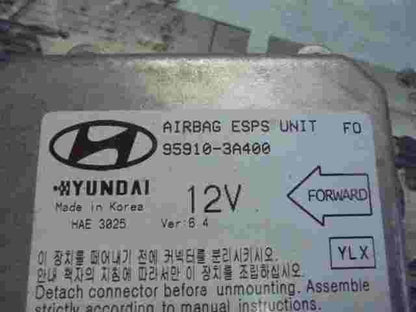 AIRBAG ESPS UNIT FO
95910-3A400
HYUNDAI
Made in Korea
HAE 3025
12V
Ver:6.4
FORWARD
YLX
이 장치를 떼어내기 전에 커넥터를 분리시키시오.
안내 책자의 지침에 따라서만 이 장치를 조립하십시오.
Detach connector before unmounting. Assemble
strictly according to manual instructions.